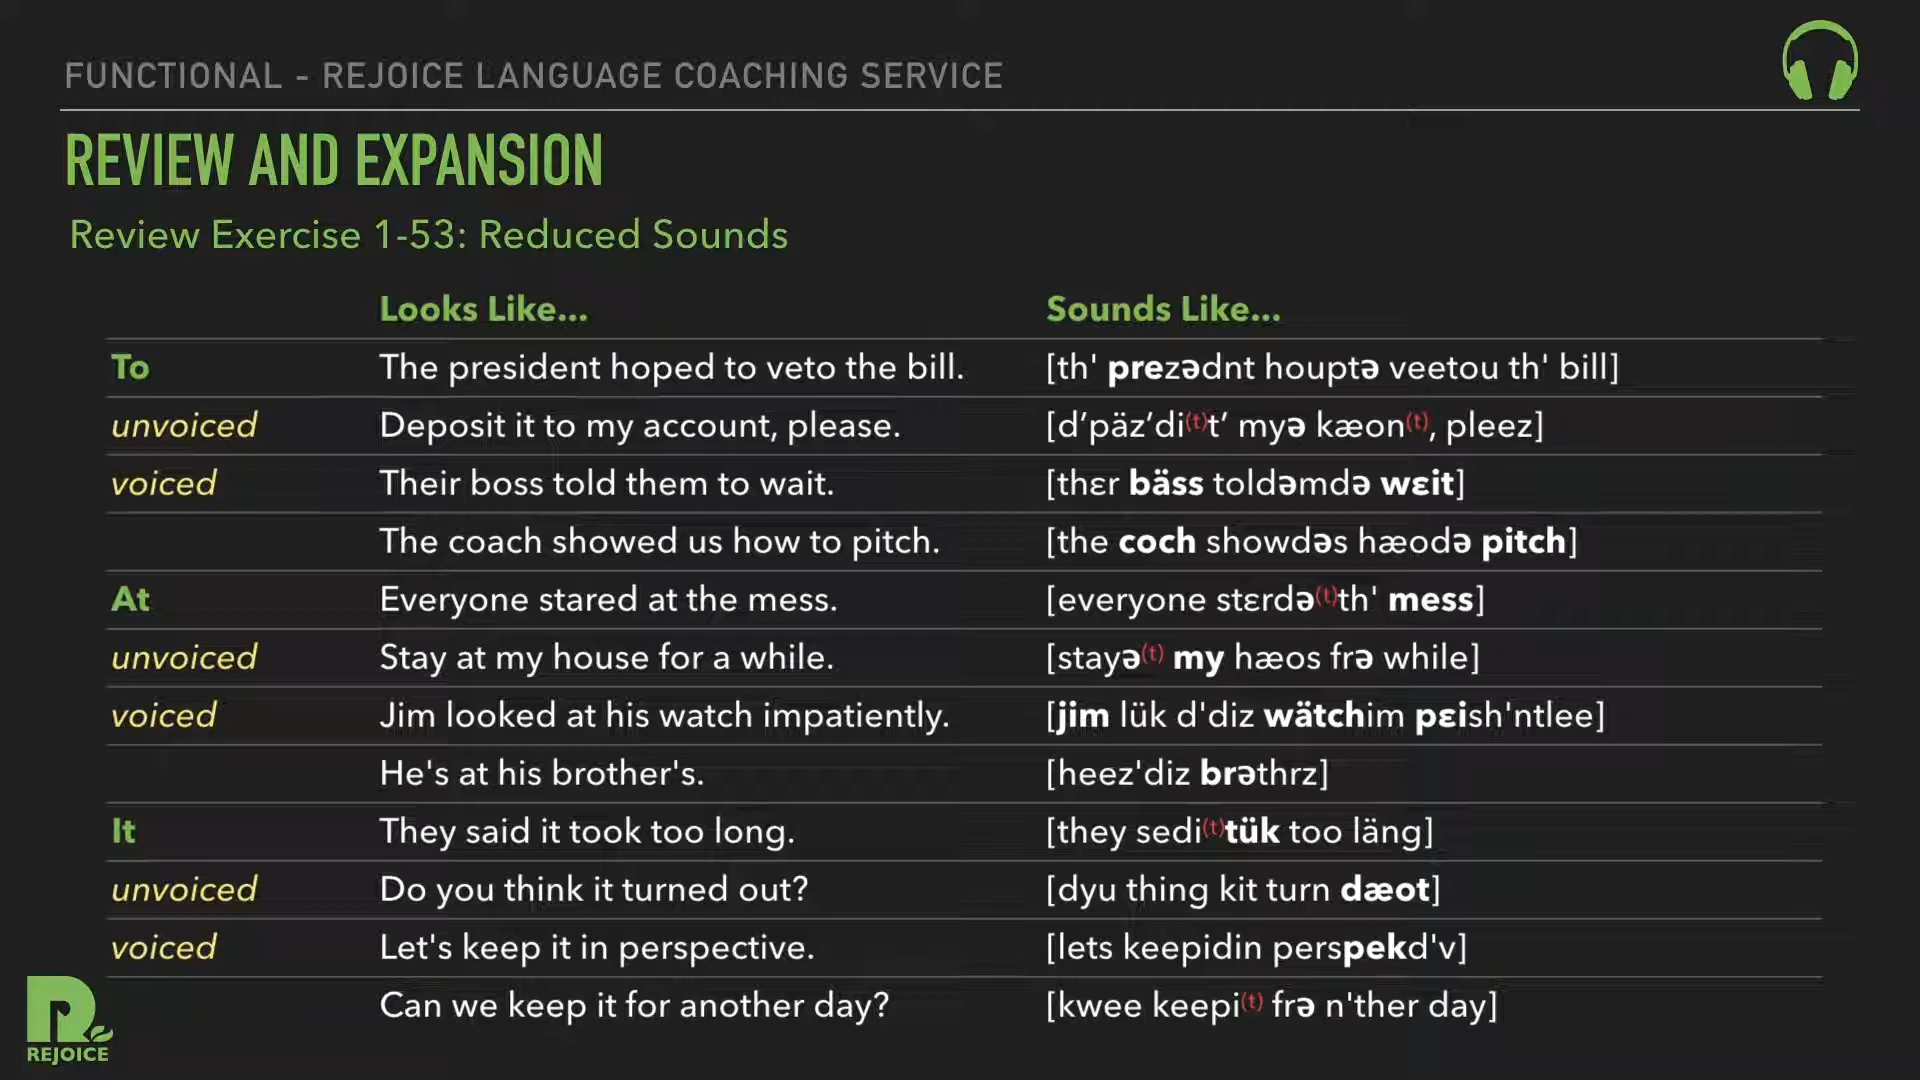 FUNCTIONAL - REJOICE LANGUAGE COACHING SERVICE
REVIEW AND EXPANSION
Review Exercise 1-53: Reduced Sounds
Looks Like... Sounds Like...
To The president hoped to veto the bill. [th' prezədnt houptə veetou th' bill]
unvoiced Deposit it to my account, please. [d’päz’di(t)t’ myə kæon(t), pleez]
voiced Their boss told them to wait. [thɛr bäss toldəmdə wɛit]
The coach showed us how to pitch. [the coch showdəs hæodə pitch]
At Everyone stared at the mess. [everyone stɛrdə(t)th' mess]
unvoiced Stay at my house for a while. [stayə(t) my hæos frə while]
voiced Jim looked at his watch impatiently. [jim lük d'diz wätchim pɛish'ntlee]
He's at his brother's. [heez'diz brəthrz]
It They said it took too long. [they sedi(t)tük too läng]
unvoiced Do you think it turned out? [dyu thing kit turn dæot]
voiced Let's keep it in perspective. [lets keepidin perspekd'v]
Can we keep it for another day? [kwee keepi(t) frə n'ther day]
REJOICE